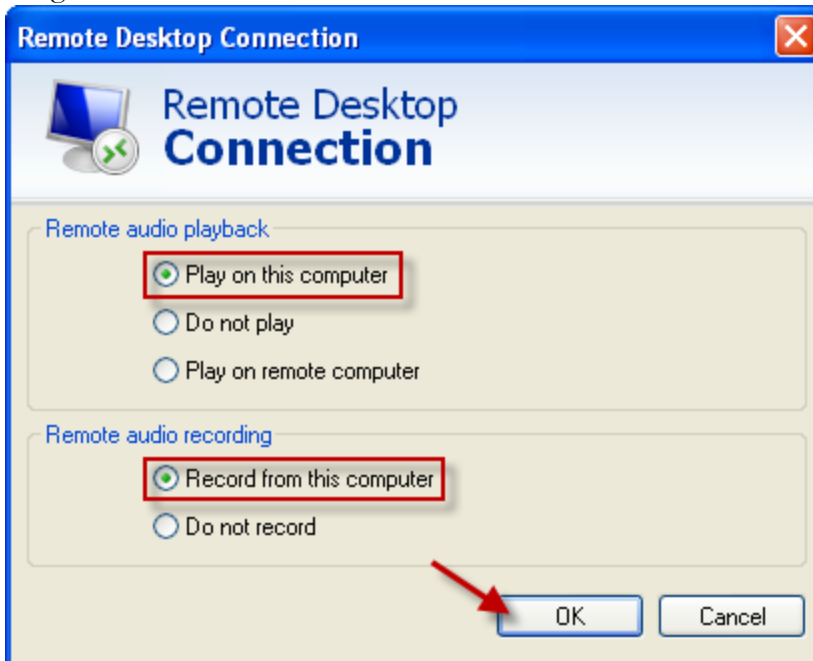 Remote Desktop Connection
Remote Desktop
Connection
Remote audio playback
Play on this computer
Do not play
Play on remote computer
Remote audio recording
Record from this computer
Do not record
OK Cancel